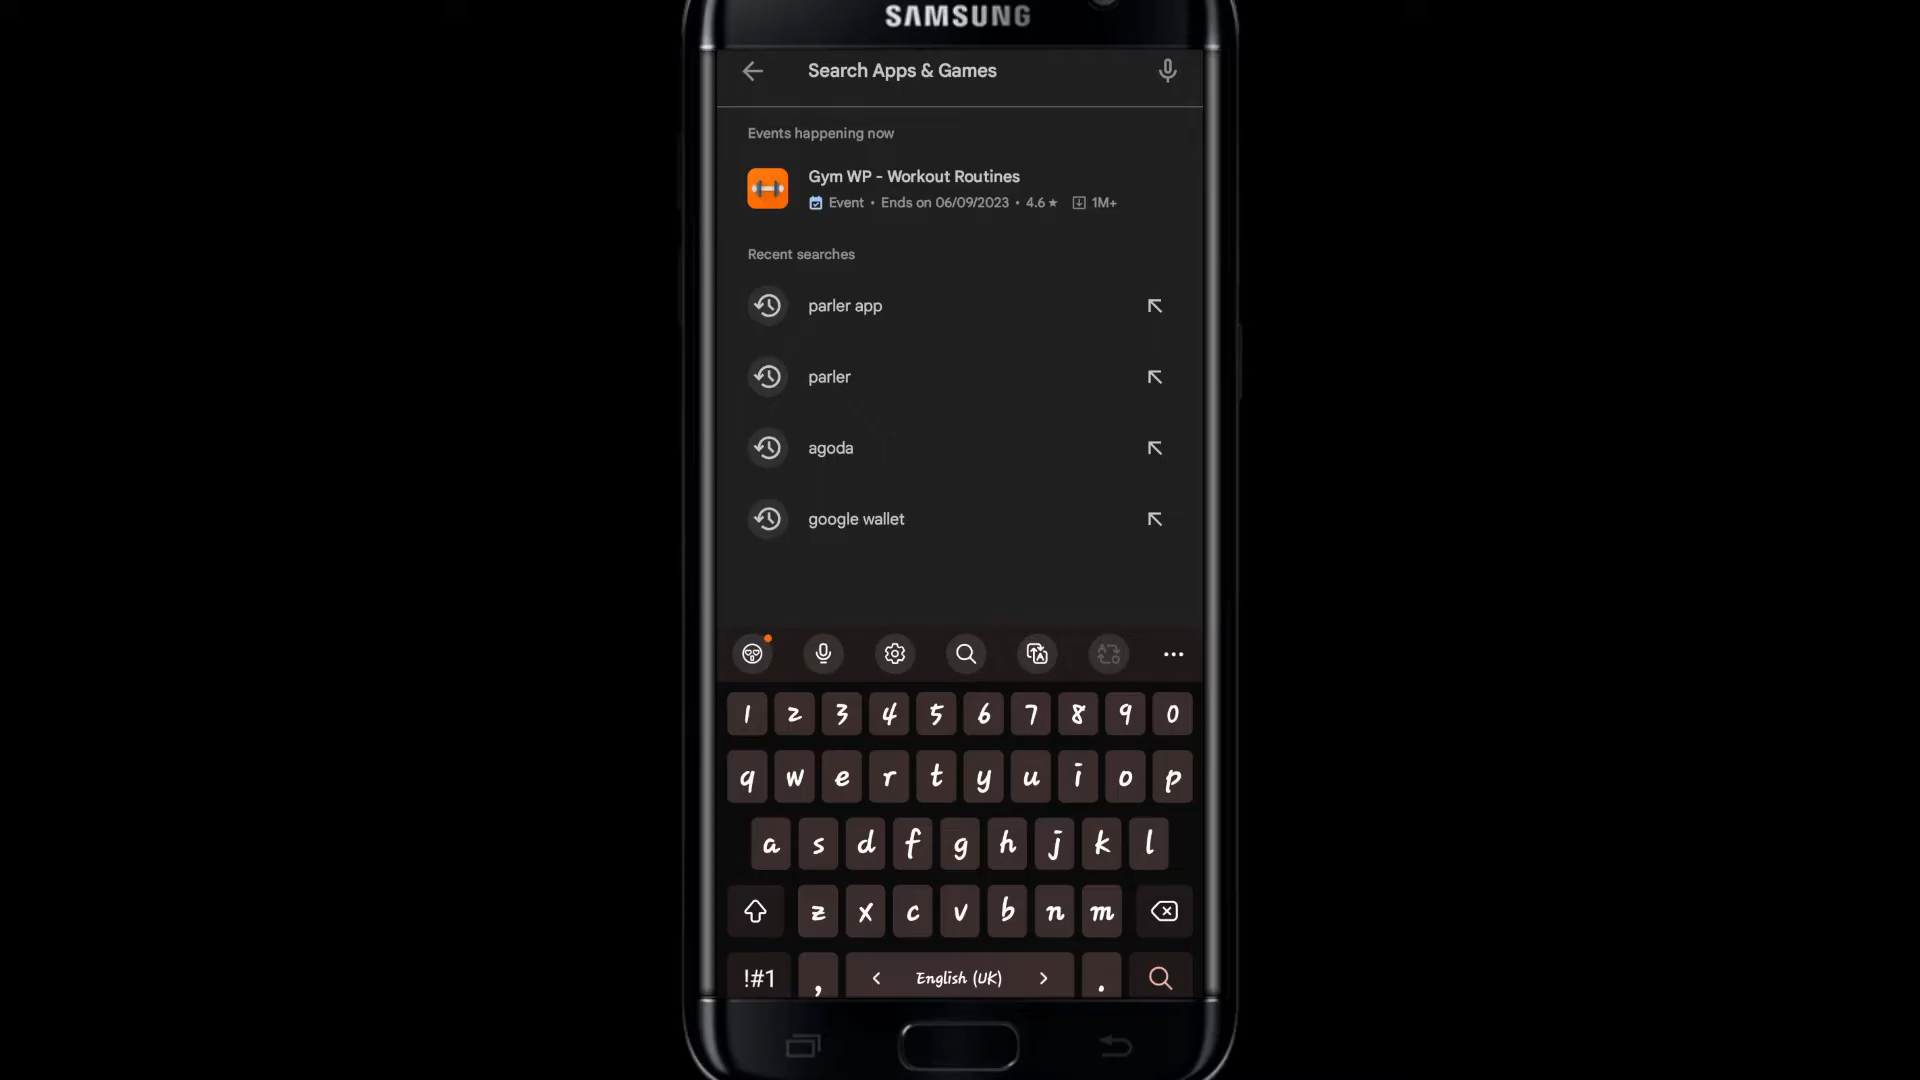 SAMSUNG
Search Apps & Games
Events happening now
Gym WP - Workout Routines
Event • Ends on 06/09/2023 • 4.6 ★ 1M+
Recent searches
parler app
parler
agoda
google wallet
1 2 3 4 5 6 7 8 9 0
q w e r t y u i o p
a s d f g h j k l
z x c v b n m
!#1 , < English (UK) > .